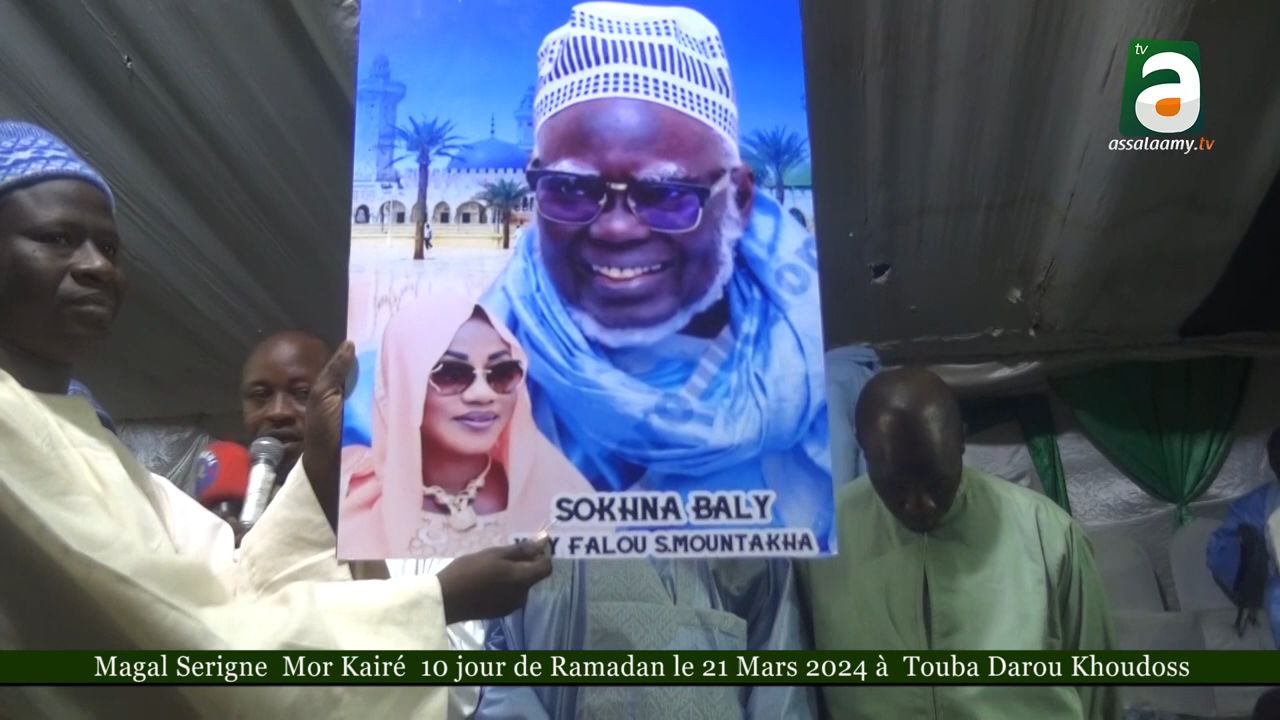 tv
a
assalaamy.tv
SOKHNA BALY
FALOU S.MOUNTAKHA
Magal Serigne Mor Kairé 10 jour de Ramadan le 21 Mars 2024 à Touba Darou Khoudoss